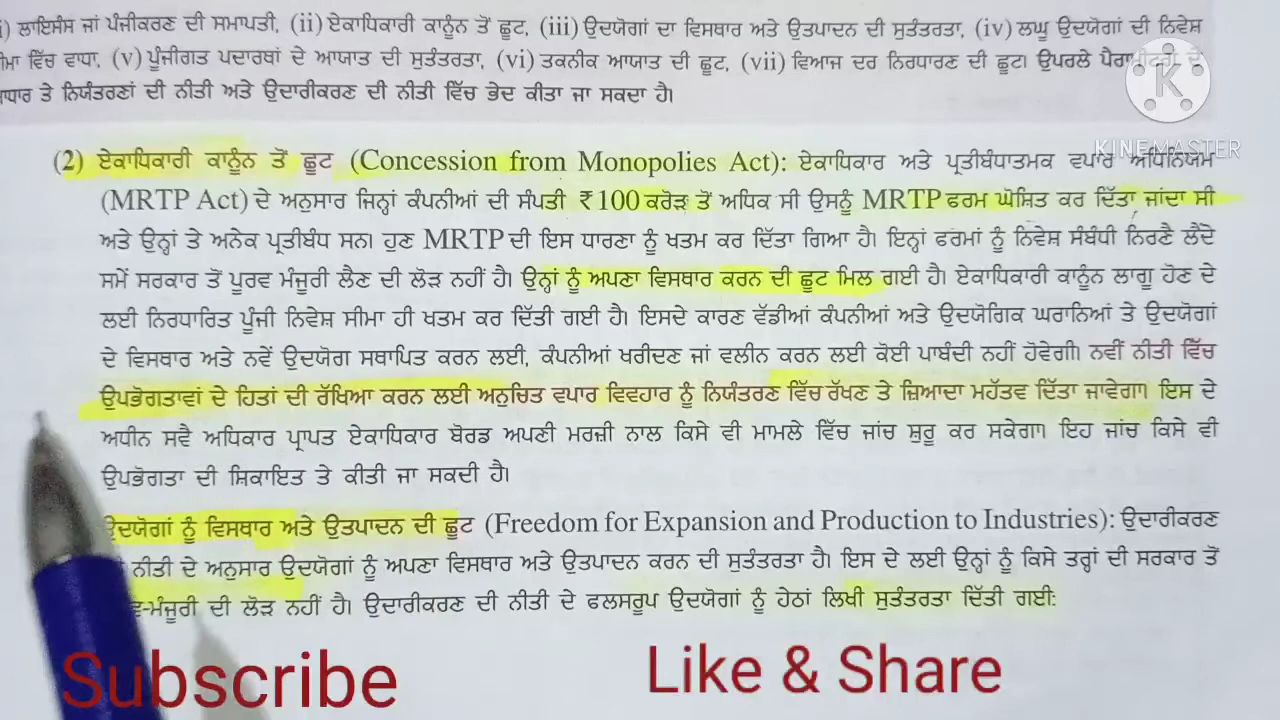 ) ਲਾਇਸੰਸ ਜਾਂ ਪੰਜੀਕਰਣ ਦੀ ਸਮਾਪਤੀ, (ii) ਏਕਾਧਿਕਾਰੀ ਕਾਨੂੰਨ ਤੋਂ ਛੂਟ, (iii) ਉਦਯੋਗਾਂ ਦਾ ਵਿਸਥਾਰ ਅਤੇ ਉਤਪਾਦਨ ਦੀ ਸੁਤੰਤਰਤਾ, (iv) ਲਘੂ ਉਦਯੋਗਾਂ ਦੀ ਨਿਵੇਸ਼
ਵਿੱਚ ਵਾਧਾ, (v) ਪੂੰਜੀਗਤ ਪਦਾਰਥਾਂ ਦੇ ਆਯਾਤ ਦੀ ਸੁਤੰਤਰਤਾ, (vi) ਤਕਨੀਕ ਆਯਾਤ ਦੀ ਛੂਟ, (vii) ਵਿਆਜ ਦਰ ਨਿਰਧਾਰਣ ਦੀ ਛੂਟ। ਉਪਰਲੇ
ਤੇ ਨਿਯੰਤਰਣਾਂ ਦੀ ਨੀਤੀ ਅਤੇ ਉਦਾਰੀਕਰਣ ਦੀ ਨੀਤੀ ਵਿੱਚ ਭੇਦ ਕੀਤਾ ਜਾ ਸਕਦਾ ਹੈ।
KINEMASTER
(2) ਏਕਾਧਿਕਾਰੀ ਕਾਨੂੰਨ ਤੋਂ ਛੂਟ (Concession from Monopolies Act): ਏਕਾਧਿਕਾਰ ਅਤੇ ਪ੍ਰਤੀਬੰਧਾਤਮਕ ਵਪਾਰ ਅਧਿਨਿਯਮ
(MRTP Act) ਦੇ ਅਨੁਸਾਰ ਜਿਨ੍ਹਾਂ ਕੰਪਨੀਆਂ ਦੀ ਸੰਪਤੀ ₹ 100 ਕਰੋੜ ਤੋਂ ਅਧਿਕ ਸੀ ਉਸਨੂੰ MRTP ਫਰਮ ਘੋਸ਼ਿਤ ਕਰ ਦਿੱਤਾ ਜਾਂਦਾ ਸੀ
ਅਤੇ ਉਨ੍ਹਾਂ ਤੇ ਅਨੇਕ ਪ੍ਰਤੀਬੰਧ ਸਨ। ਹੁਣ MRTP ਦੀ ਇਸ ਧਾਰਣਾ ਨੂੰ ਖਤਮ ਕਰ ਦਿੱਤਾ ਗਿਆ ਹੈ। ਇਨ੍ਹਾਂ ਫਰਮਾਂ ਨੂੰ ਨਿਵੇਸ਼ ਸੰਬੰਧੀ ਨਿਰਣੈ ਲੈਂਦੇ
ਸਮੇਂ ਸਰਕਾਰ ਤੋਂ ਪੂਰਵ ਮੰਜੂਰੀ ਲੈਣ ਦੀ ਲੋੜ ਨਹੀਂ ਹੈ। ਉਨ੍ਹਾਂ ਨੂੰ ਅਪਣਾ ਵਿਸਥਾਰ ਕਰਨ ਦੀ ਛੂਟ ਮਿਲ ਗਈ ਹੈ। ਏਕਾਧਿਕਾਰੀ ਕਾਨੂੰਨ ਲਾਗੂ ਹੋਣ ਦੇ
ਲਈ ਨਿਰਧਾਰਿਤ ਪੂੰਜੀ ਨਿਵੇਸ਼ ਸੀਮਾ ਹੀ ਖਤਮ ਕਰ ਦਿੱਤੀ ਗਈ ਹੈ। ਇਸਦੇ ਕਾਰਣ ਵੱਡੀਆਂ ਕੰਪਨੀਆਂ ਅਤੇ ਉਦਯੋਗਿਕ ਘਰਾਨਿਆਂ ਤੇ ਉਦਯੋਗਾਂ
ਦੇ ਵਿਸਥਾਰ ਅਤੇ ਨਵੇਂ ਉਦਯੋਗ ਸਥਾਪਿਤ ਕਰਨ ਲਈ, ਕੰਪਨੀਆਂ ਖਰੀਦਣ ਜਾਂ ਵਲੀਨ ਕਰਨ ਲਈ ਕੋਈ ਪਾਬੰਦੀ ਨਹੀਂ ਹੋਵੇਗੀ। ਨਵੀਂ ਨੀਤੀ ਵਿੱਚ
ਉਪਭੋਗਤਾਵਾਂ ਦੇ ਹਿਤਾਂ ਦੀ ਰੱਖਿਆ ਕਰਨ ਲਈ ਅਨੁਚਿਤ ਵਪਾਰ ਵਿਵਹਾਰ ਨੂੰ ਨਿਯੰਤਰਣ ਵਿੱਚ ਰੱਖਣ ਤੇ ਜ਼ਿਆਦਾ ਮਹੱਤਵ ਦਿੱਤਾ ਜਾਵੇਗਾ। ਇਸ ਦੇ
ਅਧੀਨ ਸਵੈ ਅਧਿਕਾਰ ਪ੍ਰਾਪਤ ਏਕਾਧਿਕਾਰ ਬੋਰਡ ਅਪਣੀ ਮਰਜ਼ੀ ਨਾਲ ਕਿਸੇ ਵੀ ਮਾਮਲੇ ਵਿੱਚ ਜਾਂਚ ਸ਼ੁਰੂ ਕਰ ਸਕੇਗਾ। ਇਹ ਜਾਂਚ ਕਿਸੇ ਵੀ
ਉਪਭੋਗਤਾ ਦੀ ਸ਼ਿਕਾਇਤ ਤੇ ਕੀਤੀ ਜਾ ਸਕਦੀ ਹੈ।
ਉਦਯੋਗਾਂ ਨੂੰ ਵਿਸਥਾਰ ਅਤੇ ਉਤਪਾਦਨ ਦੀ ਛੂਟ (Freedom for Expansion and Production to Industries): ਉਦਾਰੀਕਰਣ
ਨੀਤੀ ਦੇ ਅਨੁਸਾਰ ਉਦਯੋਗਾਂ ਨੂੰ ਅਪਣਾ ਵਿਸਥਾਰ ਅਤੇ ਉਤਪਾਦਨ ਕਰਨ ਦੀ ਸੁਤੰਤਰਤਾ ਹੈ। ਇਸ ਦੇ ਲਈ ਉਨ੍ਹਾਂ ਨੂੰ ਕਿਸੇ ਤਰ੍ਹਾਂ ਦੀ ਸਰਕਾਰ ਤੋਂ
-ਮੰਜੂਰੀ ਦੀ ਲੋੜ ਨਹੀਂ ਹੈ। ਉਦਾਰੀਕਰਣ ਦੀ ਨੀਤੀ ਦੇ ਫਲਸਰੂਪ ਉਦਯੋਗਾਂ ਨੂੰ ਹੇਠਾਂ ਲਿਖੀ ਸੁਤੰਤਰਤਾ ਦਿੱਤੀ ਗਈ:
Subscribe
Like & Share